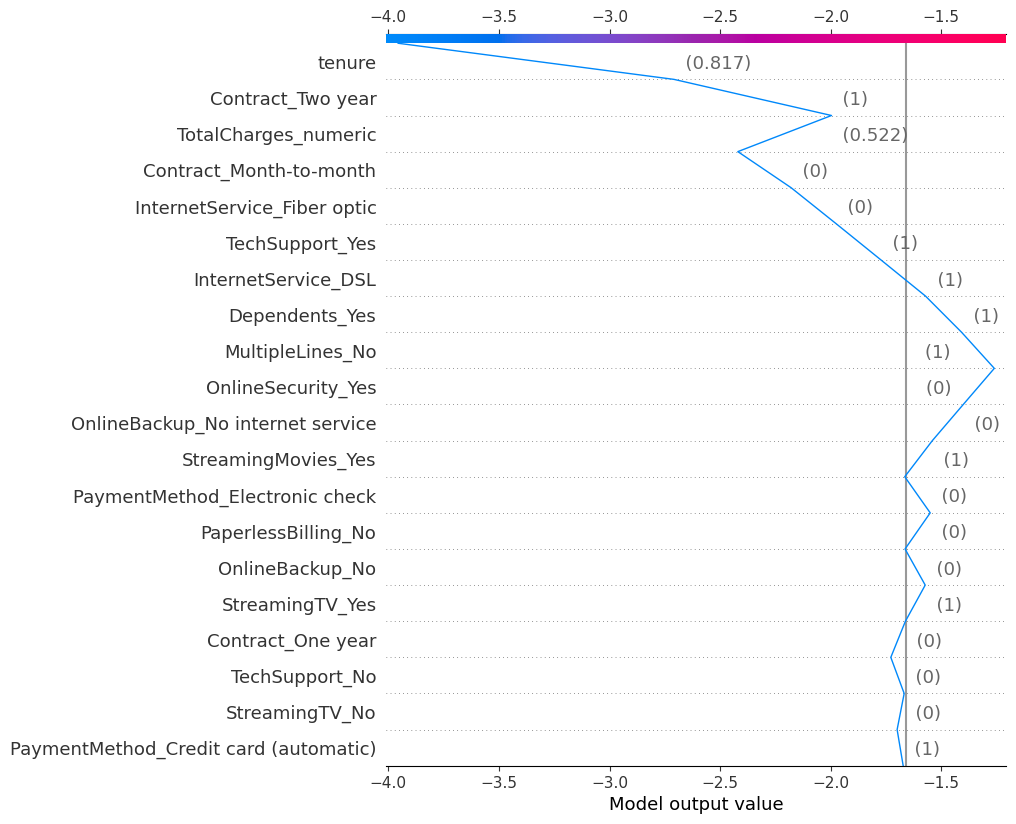 −4.0 −3.5 −3.0 −2.5 −2.0 −1.5
tenure (0.817)
Contract_Two year (1)
TotalCharges_numeric (0.522)
Contract_Month-to-month (0)
InternetService_Fiber optic (0)
TechSupport_Yes (1)
InternetService_DSL (1)
Dependents_Yes (1)
MultipleLines_No (1)
OnlineSecurity_Yes (0)
OnlineBackup_No internet service (0)
StreamingMovies_Yes (1)
PaymentMethod_Electronic check (0)
PaperlessBilling_No (0)
OnlineBackup_No (0)
StreamingTV_Yes (1)
Contract_One year (0)
TechSupport_No (0)
StreamingTV_No (0)
PaymentMethod_Credit card (automatic) (1)
−4.0 −3.5 −3.0 −2.5 −2.0 −1.5
Model output value